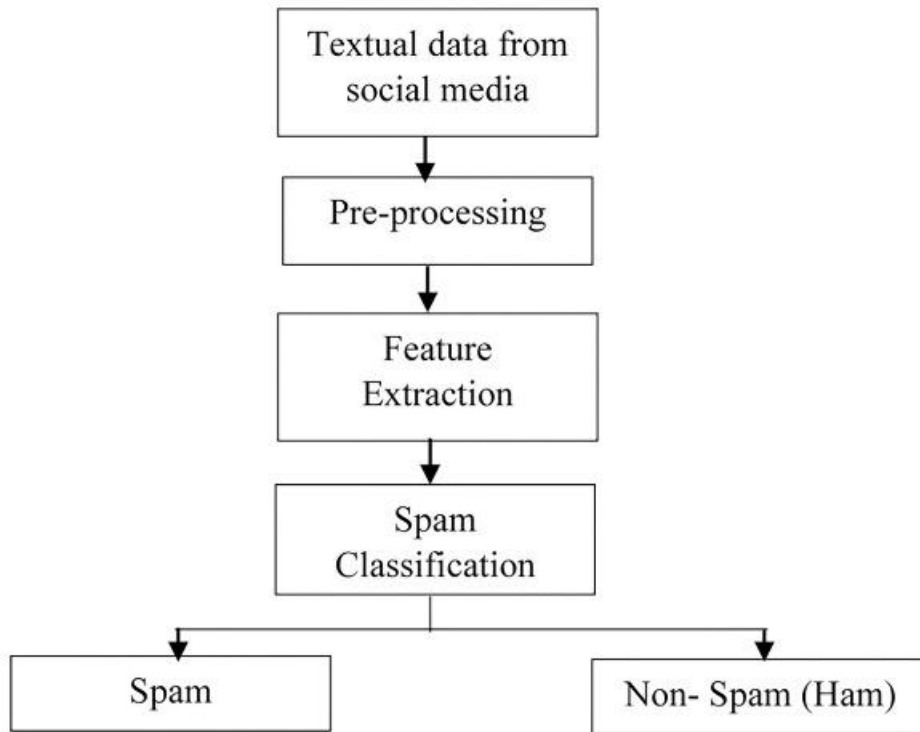 Textual data from
social media
Pre-processing
Feature
Extraction
Spam
Classification
Spam
Non- Spam (Ham)